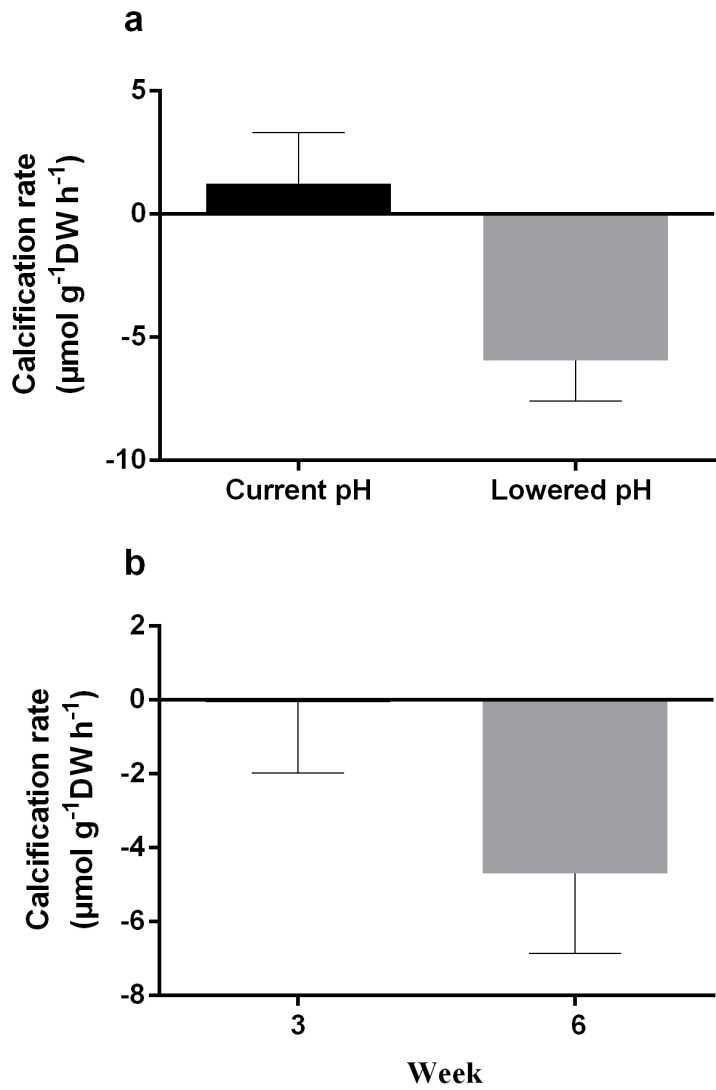 a
Calcification rate
(µmol g⁻¹DW h⁻¹)
5
0
-5
-10
Current pH
Lowered pH
b
Calcification rate
(µmol g⁻¹DW h⁻¹)
2
0
-2
-4
-6
-8
3
6
Week